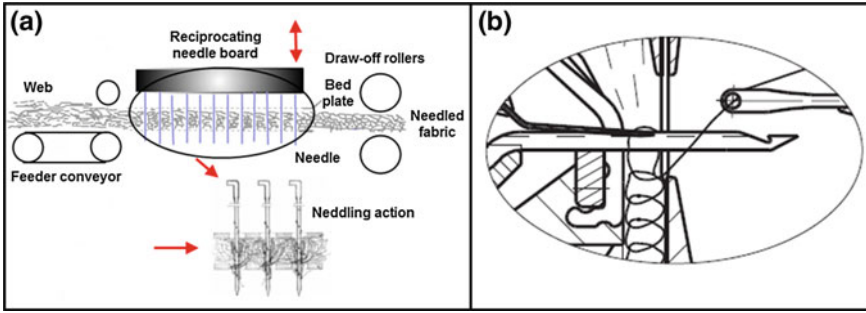 (a)
Reciprocating
needle board
Draw-off rollers
Web
Bed
plate
Needled
fabric
Needle
Feeder conveyor
Neddling action
(b)